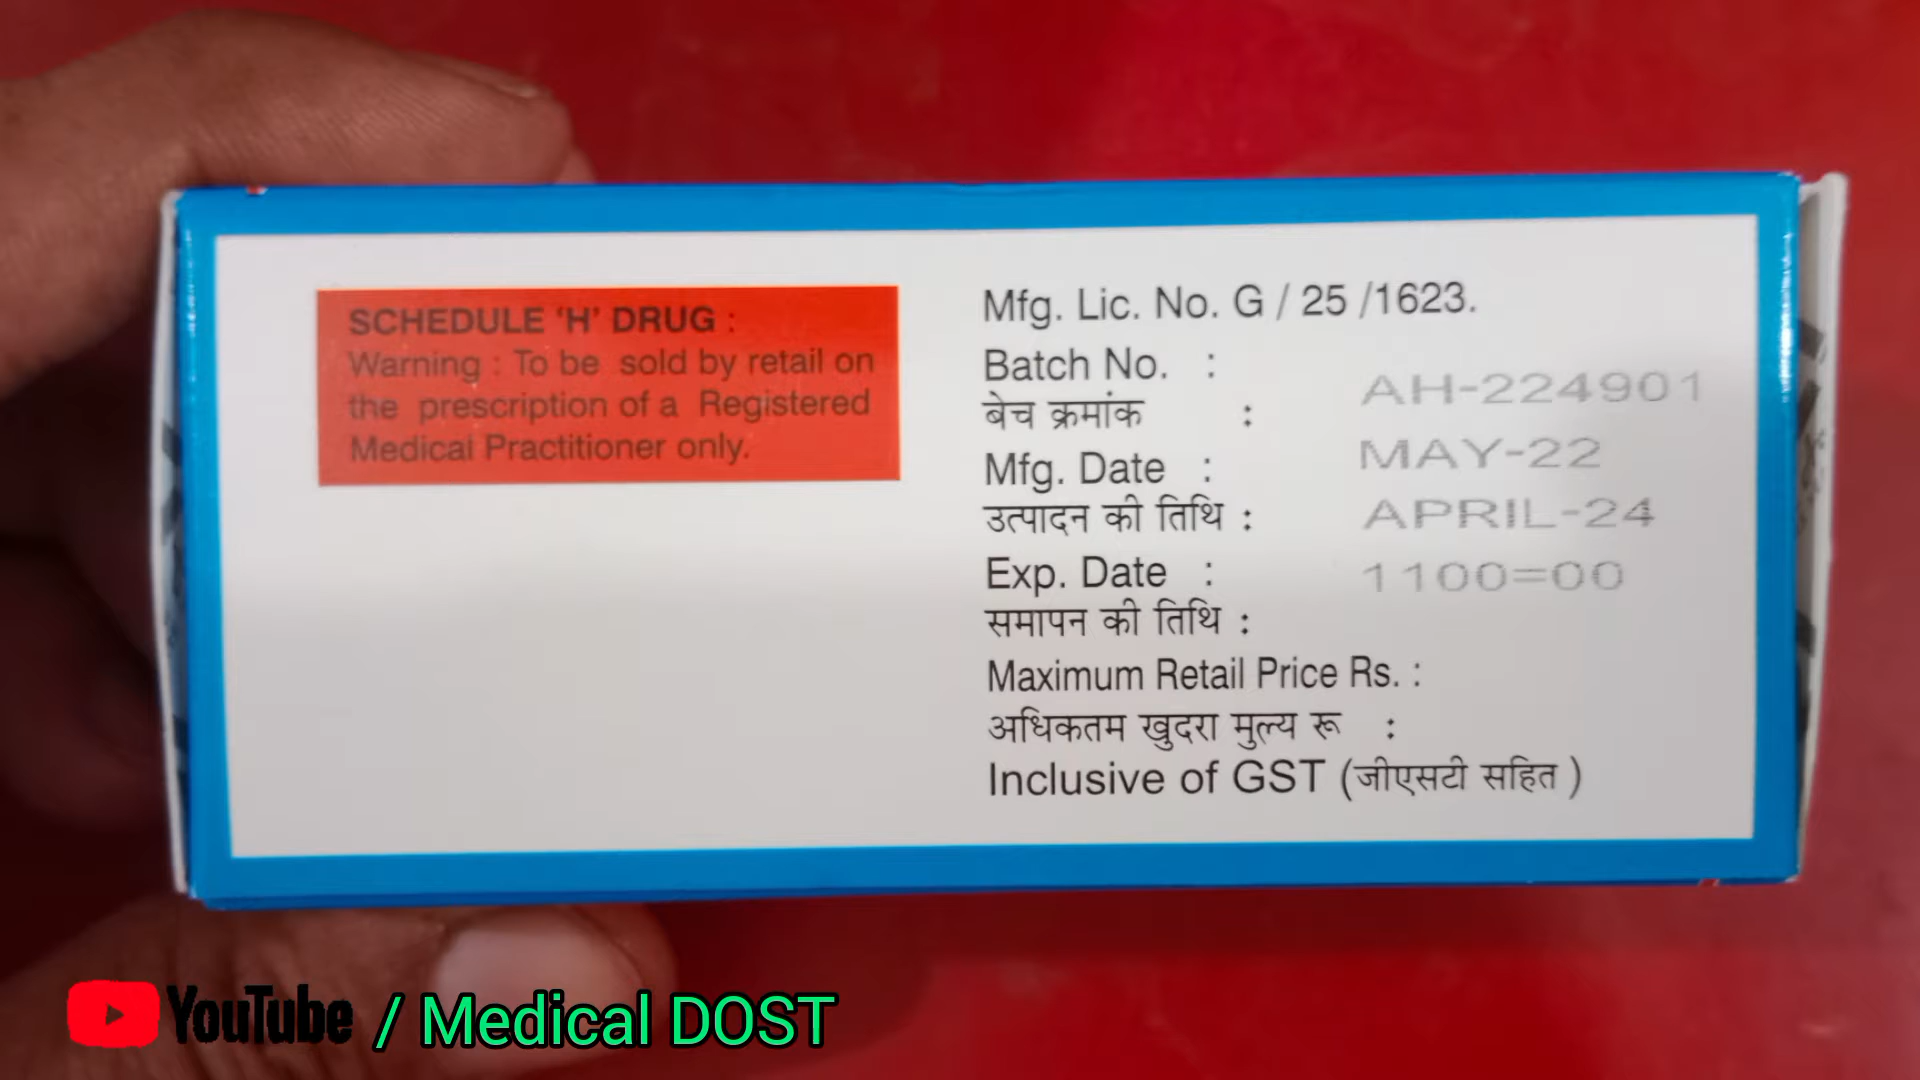 SCHEDULE 'H' DRUG :
Warning : To be sold by retail on
the prescription of a Registered
Medical Practitioner only.
Mfg. Lic. No. G / 25 /1623.
Batch No. :
बेच क्रमांक :
AH-224901
Mfg. Date :
MAY-22
उत्पादन की तिथि :
APRIL-24
Exp. Date :
1100=00
समापन की तिथि :
Maximum Retail Price Rs. :
अधिकतम खुदरा मुल्य रू :
Inclusive of GST (जीएसटी सहित )
YouTube / Medical DOST